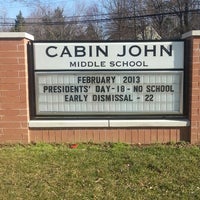 CABIN JOHN
MIDDLE SCHOOL
FEBRUARY 2013
PRESIDENTS' DAY-18-NO SCHOOL
EARLY DISMISSAL - 22